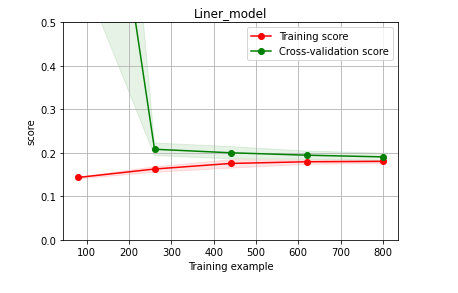 Liner_model
Training score
Cross-validation score
score
0.5
0.4
0.3
0.2
0.1
0.0
100 200 300 400 500 600 700 800
Training example